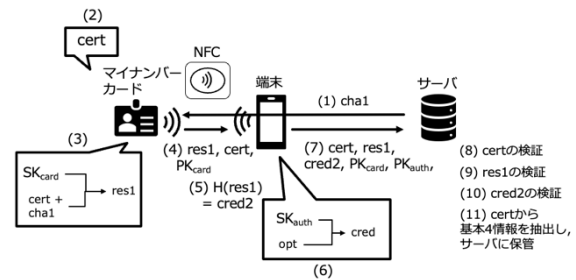 (2)
cert
NFC
マイナンバー
カード
端末
サーバ
(1) cha1
(3)
(4) res1, cert,
PKcard
(7) cert, res1,
cred2, PKcard, PKauth,
(8) certの検証
(9) res1の検証
(10) cred2の検証
(11) certから
基本4情報を抽出し,
サーバに保管
SKcard
res1
cert +
cha1
(5) H(res1)
= cred2
SKauth
cred
opt
(6)